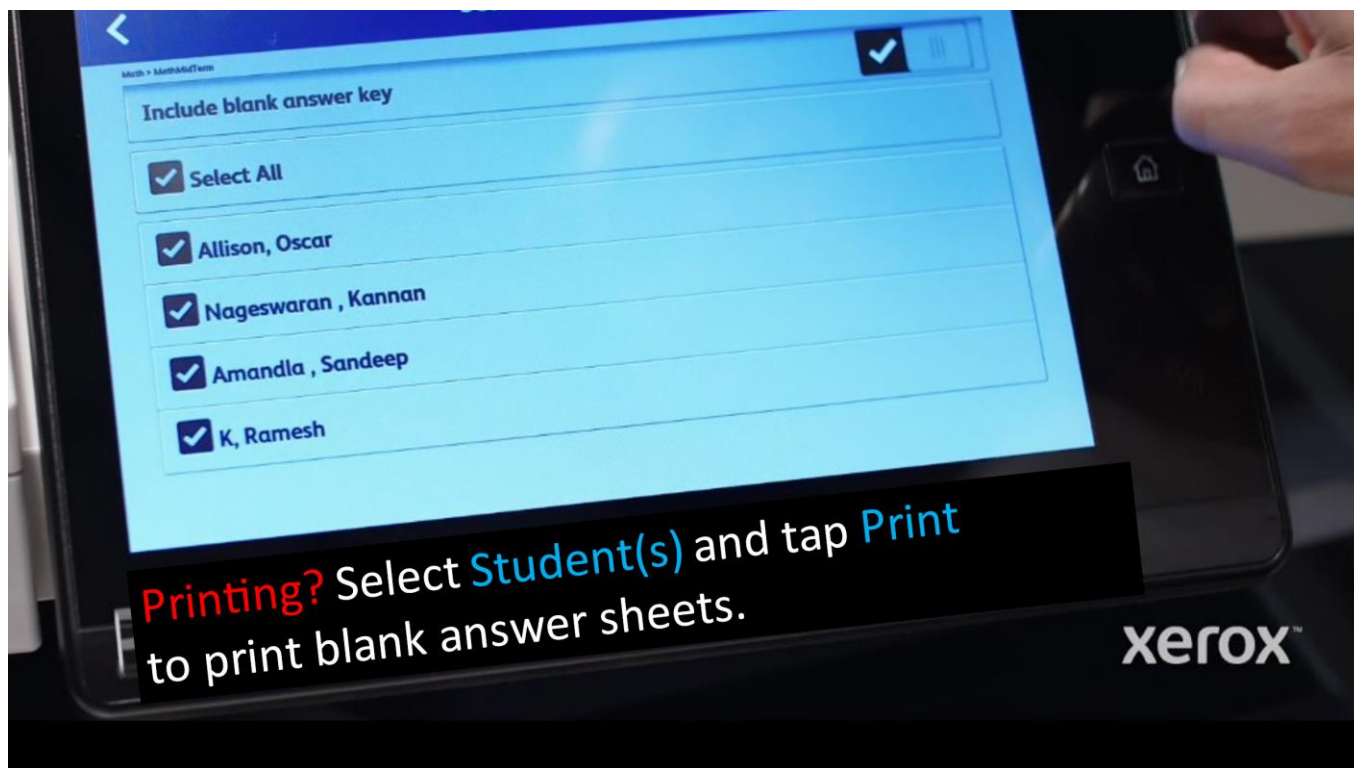 Math > MathMidTerm
Include blank answer key
Select All
Allison, Oscar
Nageswaran , Kannan
Amandla , Sandeep
K, Ramesh
Printing? Select Student(s) and tap Print
to print blank answer sheets.
xerox™